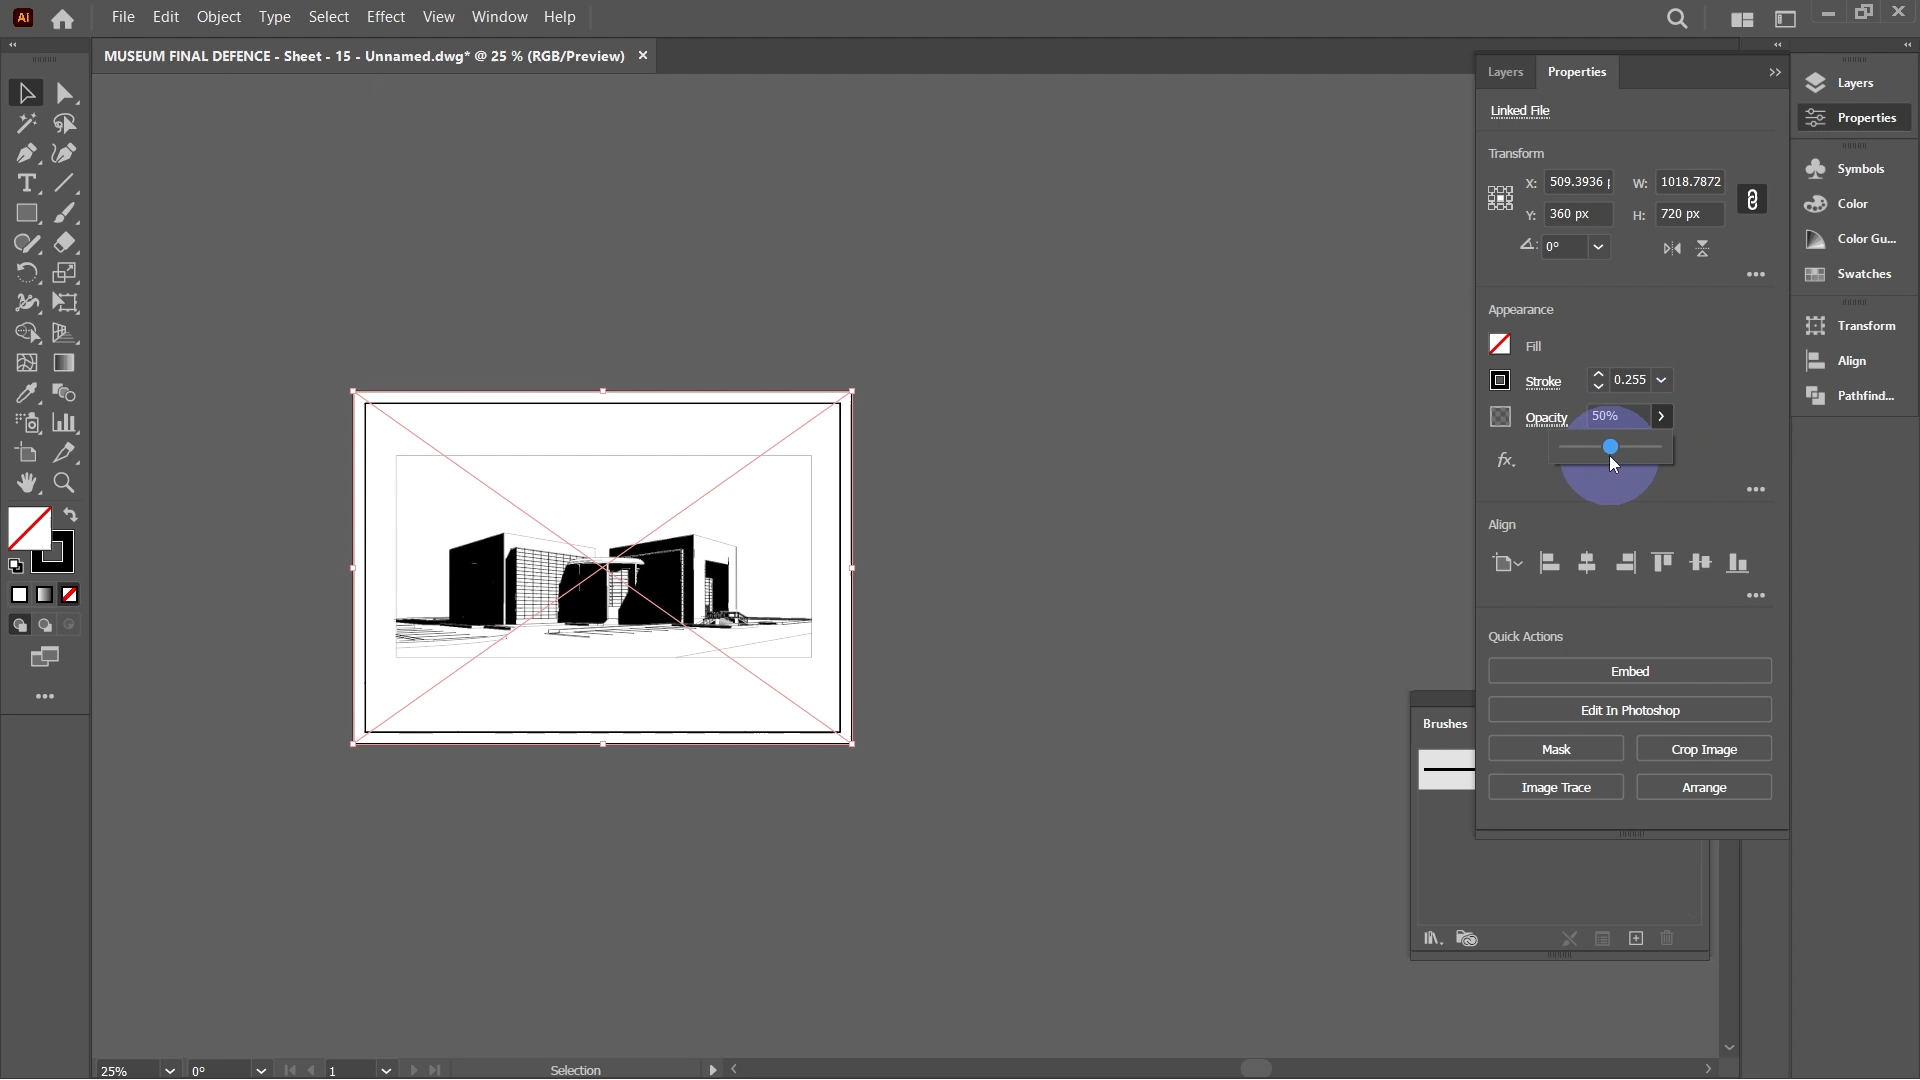 Ai
File Edit Object Type Select Effect View Window Help
MUSEUM FINAL DEFENCE - Sheet - 15 - Unnamed.dwg* @ 25 % (RGB/Preview)
Layers Properties
Linked File
Transform
X: 509.3936 W: 1018.7872
Y: 360 px H: 720 px
0°
Appearance
Fill
Stroke 0.255
Opacity 50%
fx
Align
Quick Actions
Embed
Edit In Photoshop
Mask Crop Image
Image Trace Arrange
Brushes
Layers
Properties
Symbols
Color
Color Gu...
Swatches
Transform
Align
Pathfind...
25% 0° 1 Selection